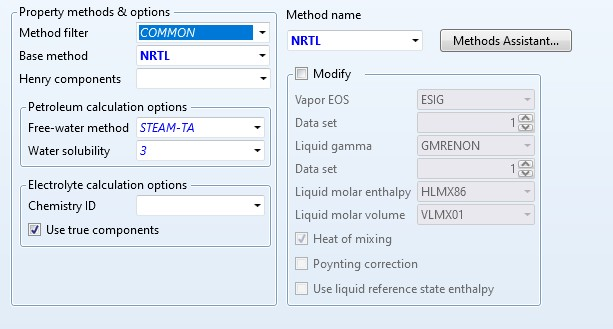 Property methods & options
Method filter COMMON
Base method NRTL
Henry components
Petroleum calculation options
Free-water method STEAM-TA
Water solubility 3
Electrolyte calculation options
Chemistry ID
Use true components
Method name
NRTL Methods Assistant...
Modify
Vapor EOS ESIG
Data set 1
Liquid gamma GMRENON
Data set 1
Liquid molar enthalpy HLMX86
Liquid molar volume VLMX01
Heat of mixing
Poynting correction
Use liquid reference state enthalpy